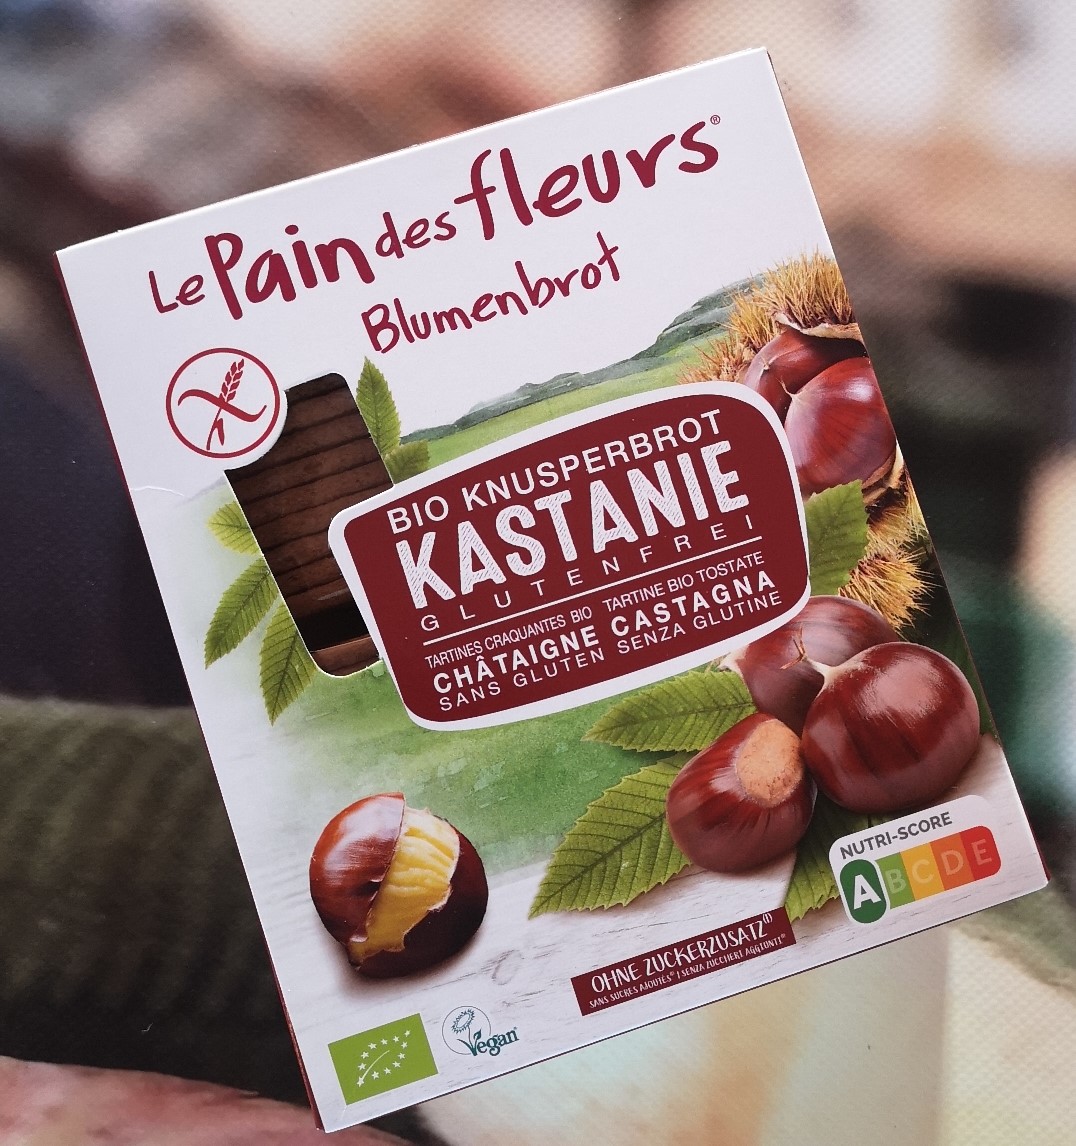 Le Pain des fleurs®
Blumenbrot
BIO KNUSPERBROT
KASTANIE
GLUTENFREI
TARTINES CRAQUANTES BIO
CHÂTAIGNE
SANS GLUTEN
TARTINE BIO TOSTATE
CASTAGNA
SENZA GLUTINE
NUTRI-SCORE
A B C D E
OHNE ZUCKERZUSATZ(1)
SANS SUCRES AJOUTÉS(1) | SENZA ZUCCHERI AGGIUNTI(1)
Vegan